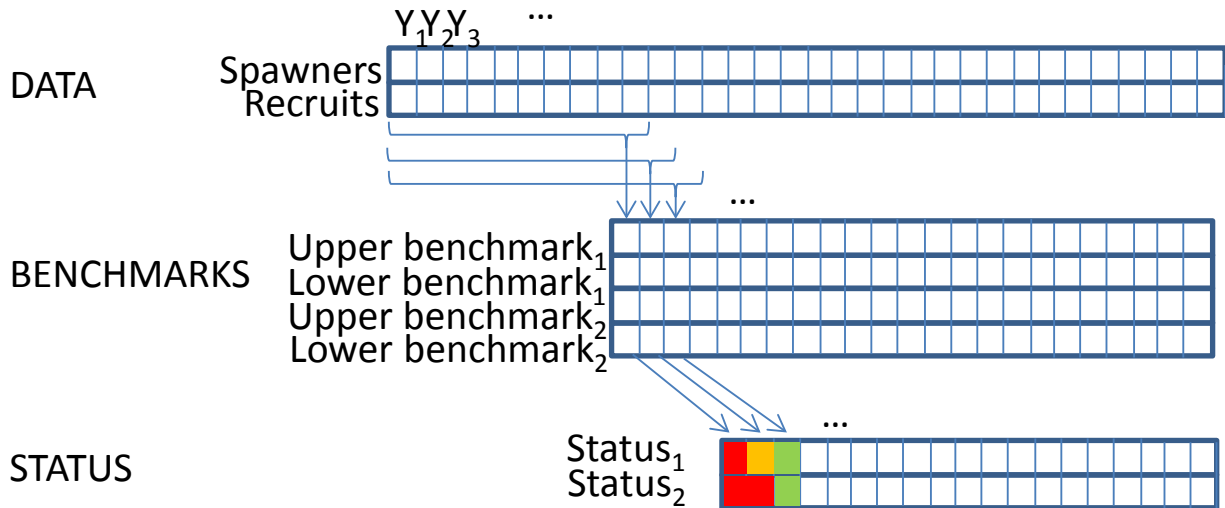 Y₁Y₂Y₃ ...
DATA
Spawners
Recruits
...
BENCHMARKS
Upper benchmark₁
Lower benchmark₁
Upper benchmark₂
Lower benchmark₂
...
STATUS
Status₁
Status₂